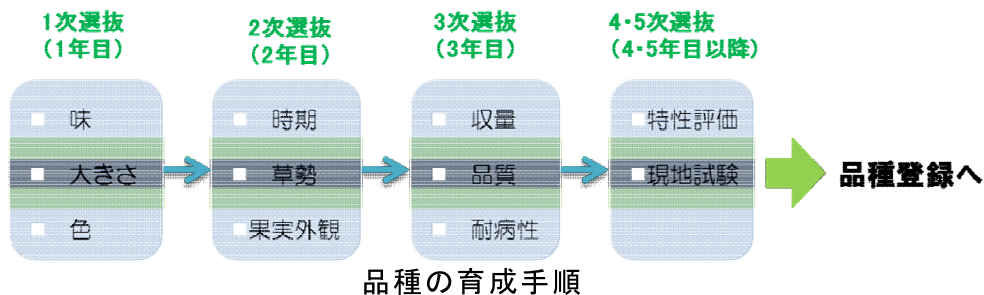 1次選抜
(1年目)
味
大きさ
色
2次選抜
(2年目)
時期
草勢
果実外観
3次選抜
(3年目)
収量
品質
耐病性
4・5次選抜
(4・5年目以降)
特性評価
現地試験
品種登録へ
品種の育成手順